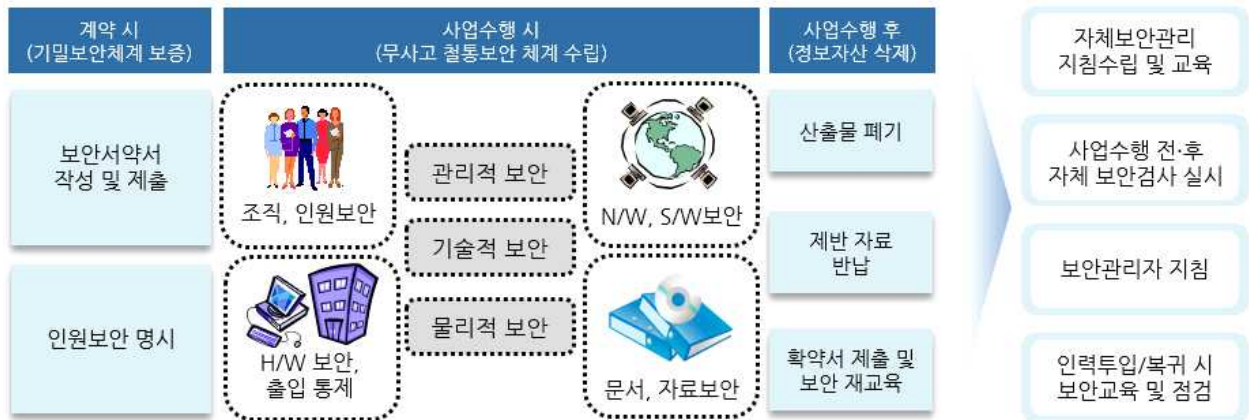 계약 시
(기밀보안체계 보증)
사업수행 시
(무사고 철통보안 체계 수립)
사업수행 후
(정보자산 삭제)
보안서약서
작성 및 제출
인원보안 명시
조직, 인원보안
H/W 보안,
출입 통제
관리적 보안
기술적 보안
물리적 보안
N/W, S/W보안
문서, 자료보안
산출물 폐기
제반 자료
반납
확약서 제출 및
보안 재교육
자체보안관리
지침수립 및 교육
사업수행 전·후
자체 보안검사 실시
보안관리자 지침
인력투입/복귀 시
보안교육 및 점검